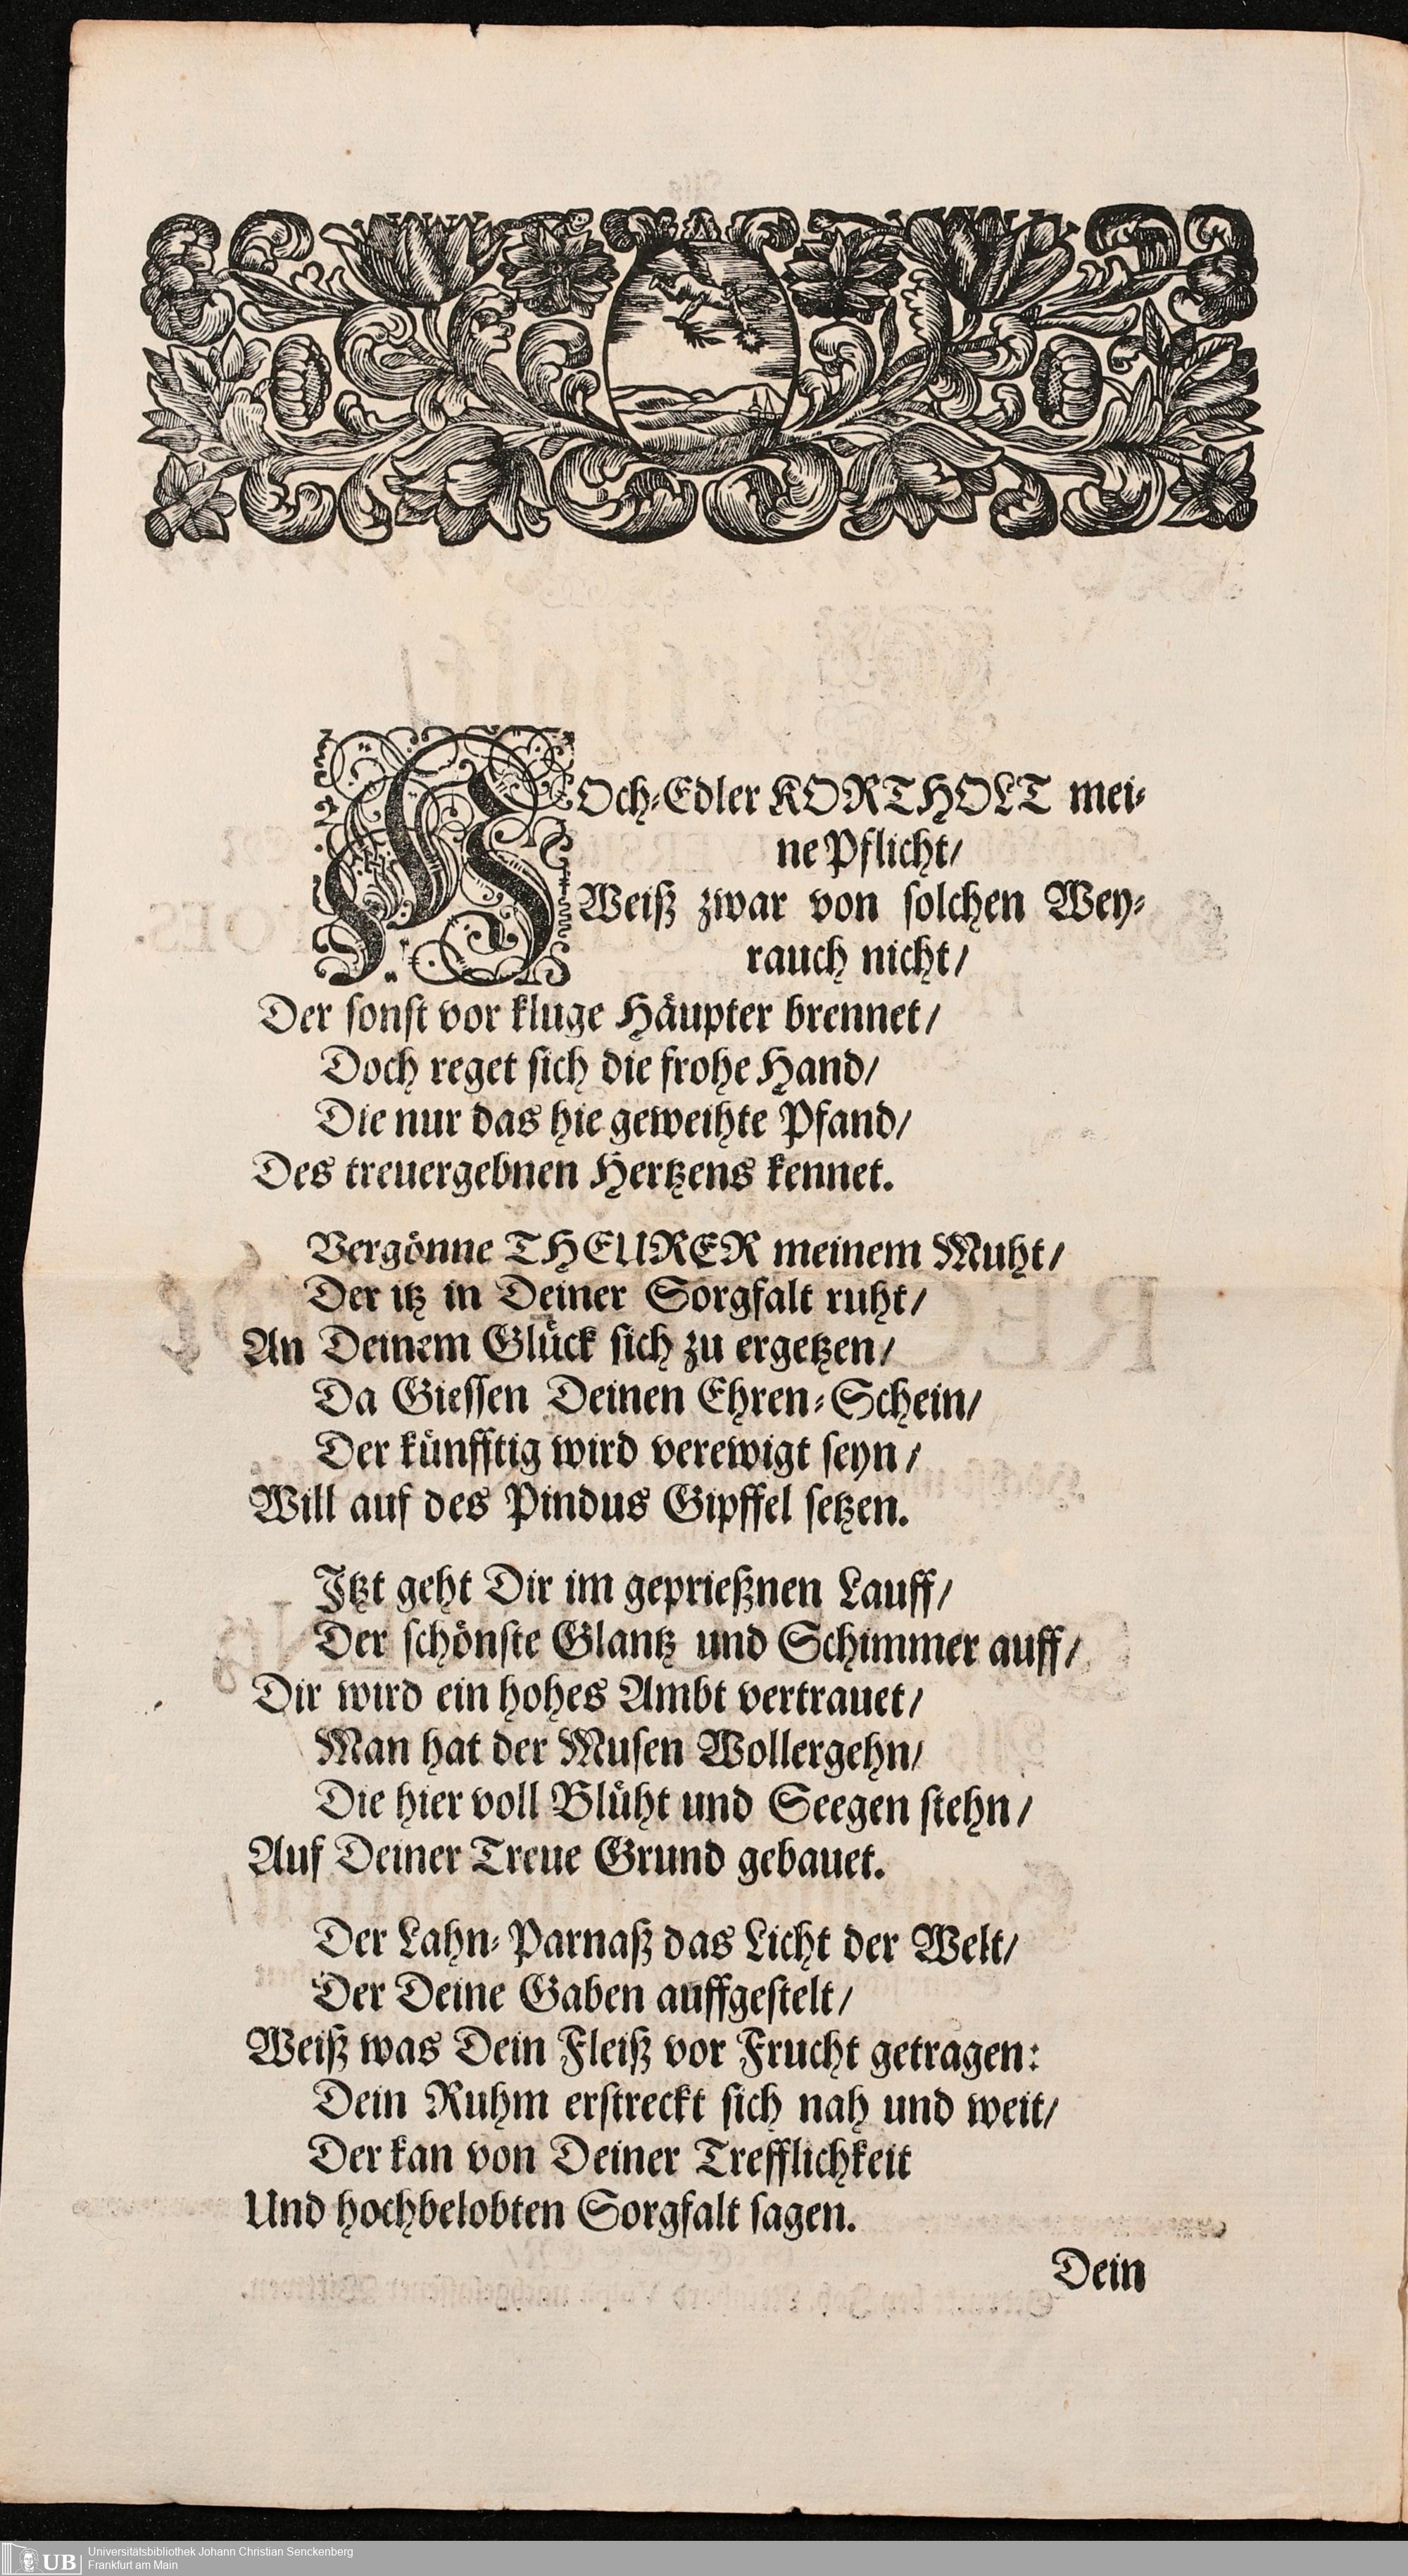 HOch-Edler KORTHOLT mei-
ne Pflicht/
Weiß zwar von solchen Wey-
rauch nicht/
Der sonst vor kluge Häupter brennet/
Doch reget sich die frohe Hand/
Die nur das hie geweihte Pfand/
Des treuergebnen Hertzens kennet.
Vergönne THEURER meinem Muht/
Der itz in Deiner Sorgfalt ruht/
An Deinem Glück sich zu ergetzen/
Da Giessen Deinen Ehren-Schein/
Der künfftig wird verewigt seyn/
Will auf des Pindus Gipffel setzen.
Itzt geht Dir im geprießnen Lauff/
Der schönste Glantz und Schimmer auff/
Dir wird ein hohes Ambt vertrauet/
Man hat der Musen Wollergehn/
Die hier voll Blüht und Seegen stehn/
Auf Deiner Treue Grund gebauet.
Der Lahn-Parnaß das Licht der Welt/
Der Deine Gaben auffgestelt/
Weiß was Dein Fleiß vor Frucht getragen:
Dein Ruhm erstreckt sich nah und weit/
Der kan von Deiner Trefflichkeit
Und hochbelobten Sorgfalt sagen.
Dein
UB Universitätsbibliothek Johann Christian Senckenberg
Frankfurt am Main